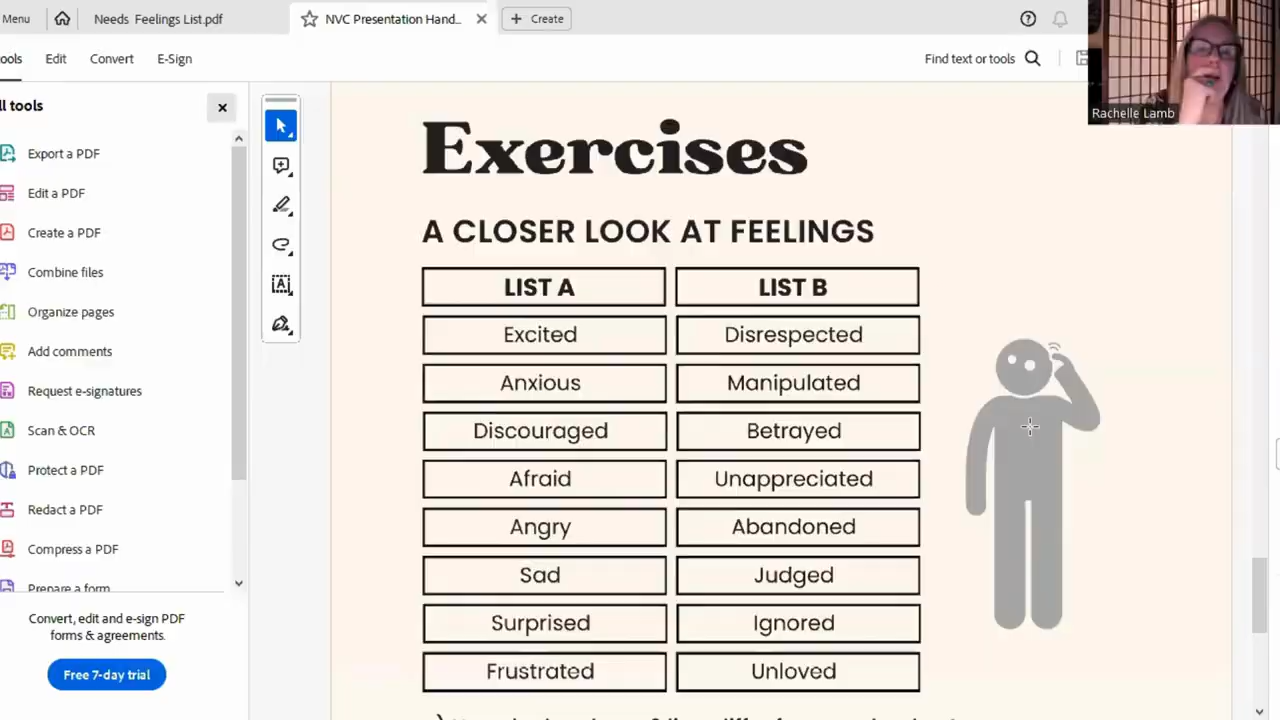 Menu
Needs Feelings List.pdf
NVC Presentation Hand...
Create
ools
Edit
Convert
E-Sign
Find text or tools
Rachelle Lamb
ll tools
Export a PDF
Edit a PDF
Create a PDF
Combine files
Organize pages
Add comments
Request e-signatures
Scan & OCR
Protect a PDF
Redact a PDF
Compress a PDF
Prepare a form
Convert, edit and e-sign PDF
forms & agreements.
Free 7-day trial
Exercises
A CLOSER LOOK AT FEELINGS
LIST A LIST B
Excited Disrespected
Anxious Manipulated
Discouraged Betrayed
Afraid Unappreciated
Angry Abandoned
Sad Judged
Surprised Ignored
Frustrated Unloved